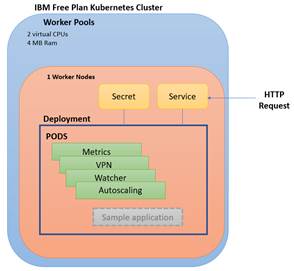 IBM Free Plan Kubernetes Cluster
Worker Pools
2 virtual CPUs
4 MB Ram
1 Worker Nodes
Secret
Service
HTTP
Request
Deployment
PODS
Metrics
VPN
Watcher
Autoscaling
Sample application